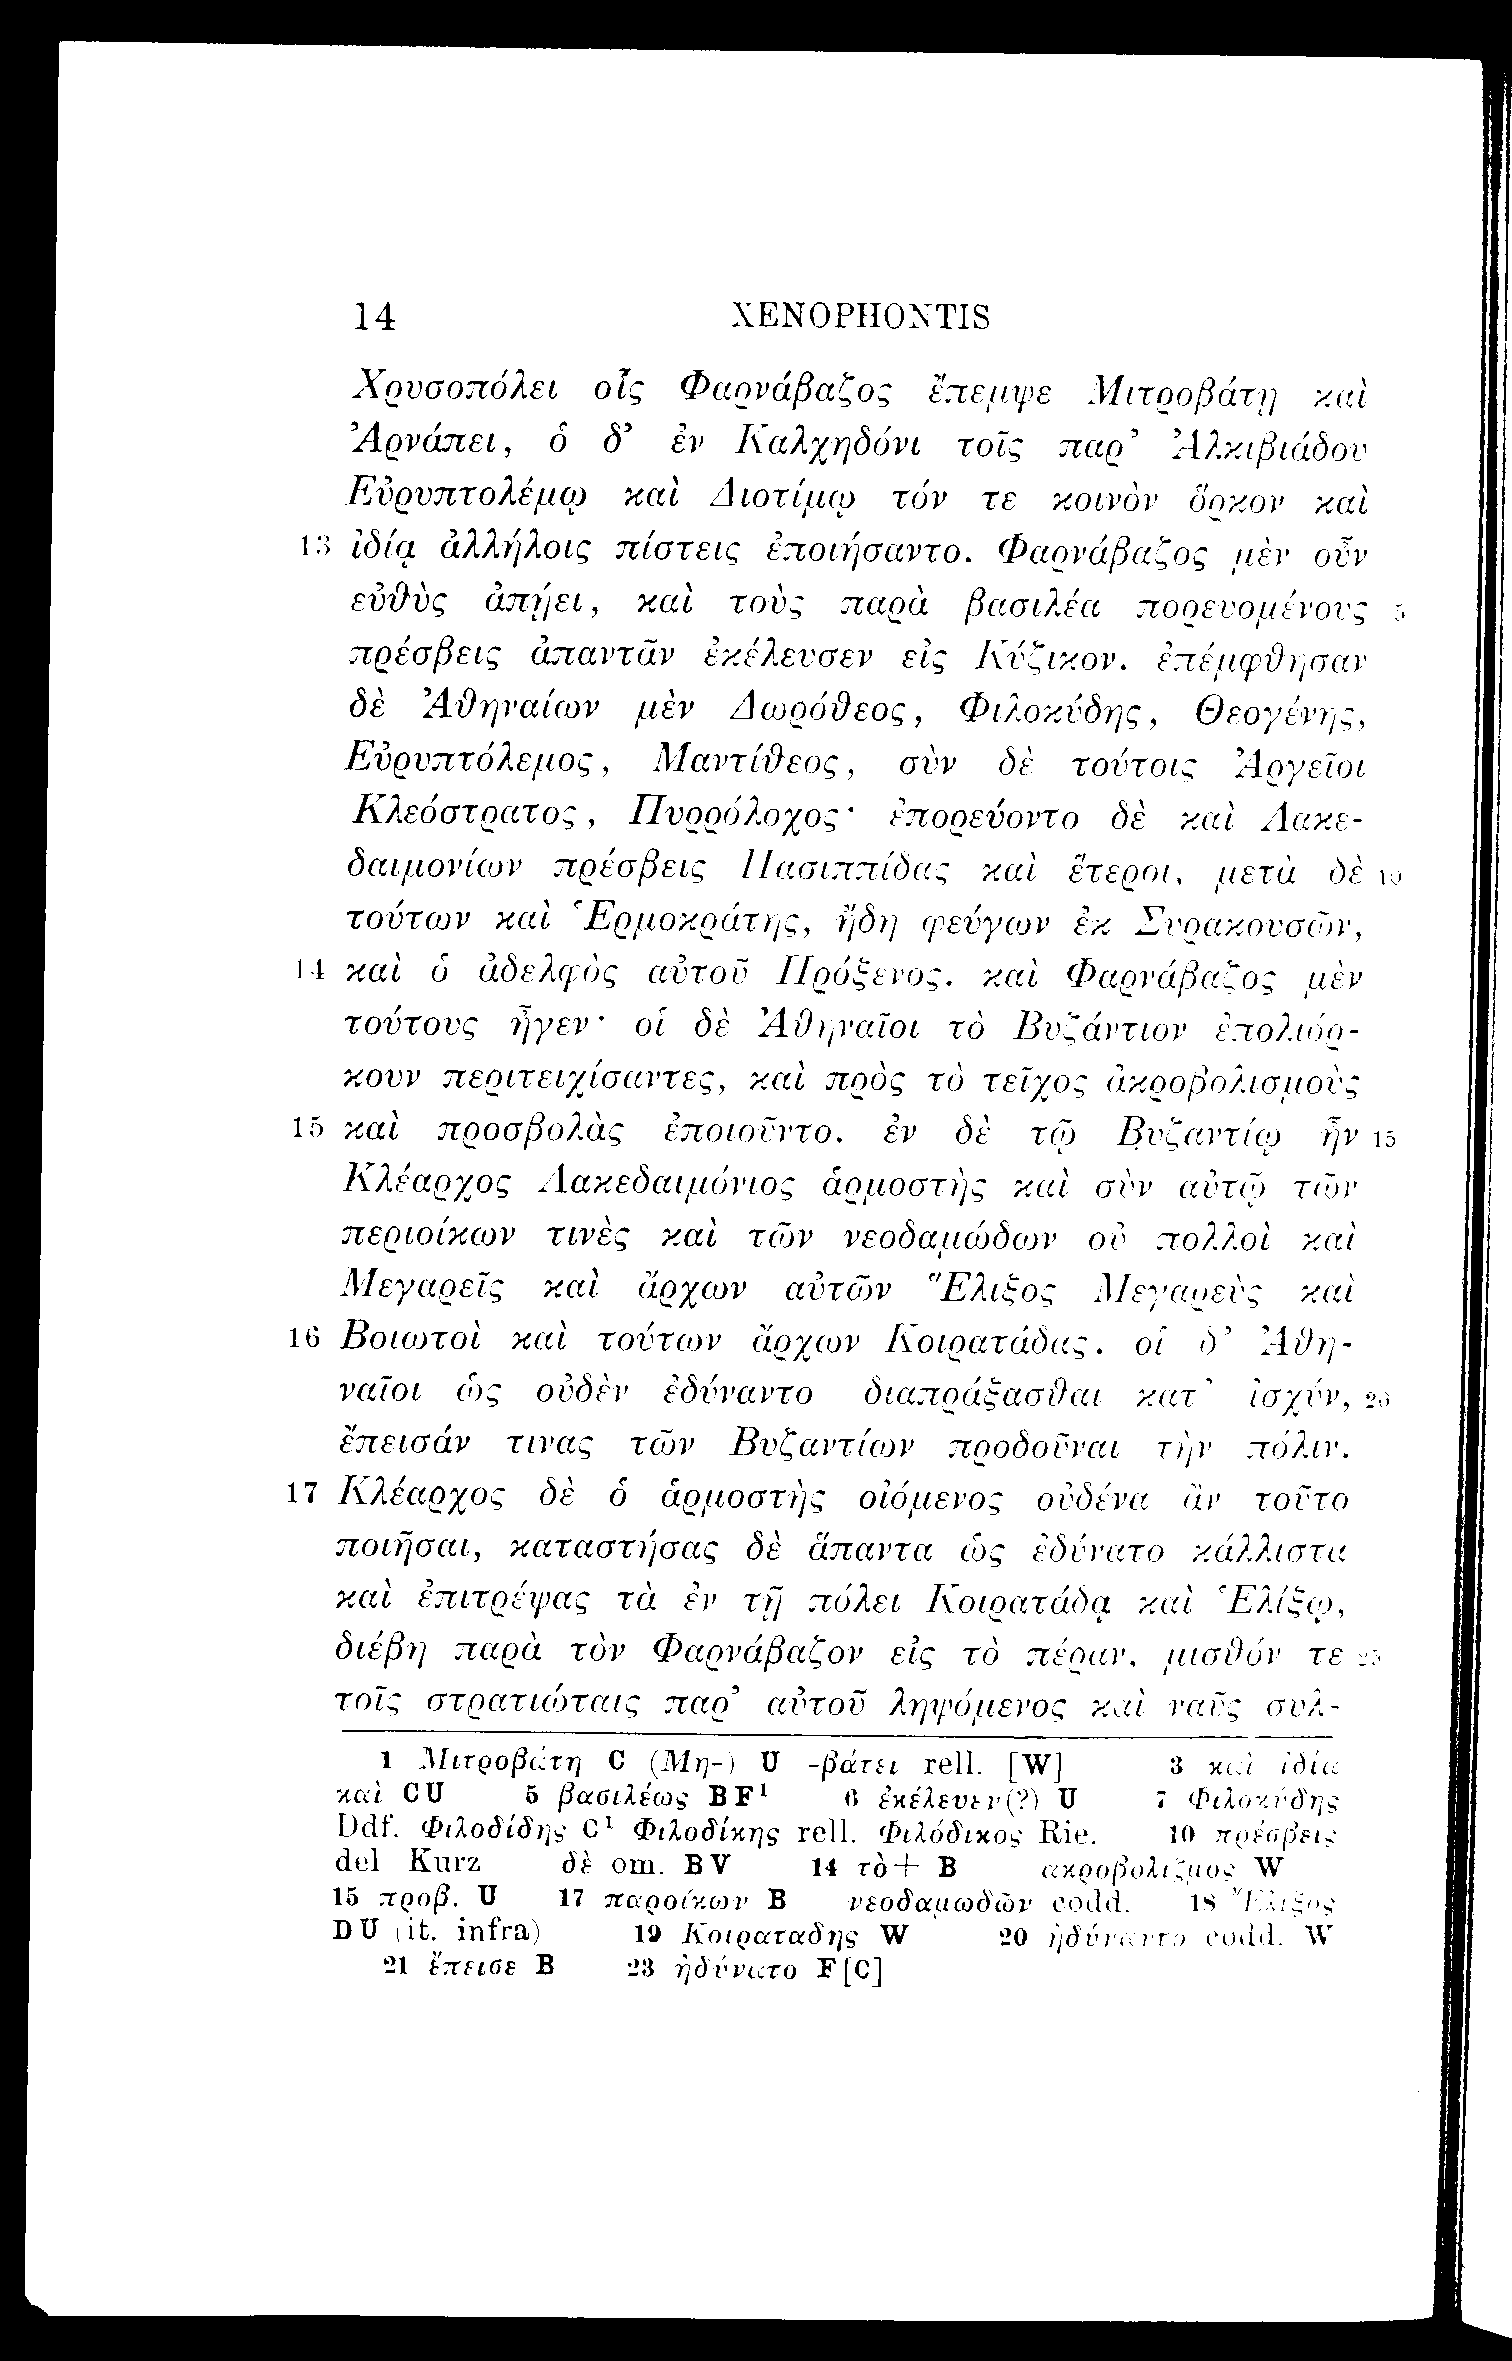 14 XENOPHONTIS
Χρυσοπόλει οἷς Φαρνάβαζος ἔπεμψε Μιτροβάτῃ καὶ
Ἀρνάπει, ὁ δ’ ἐν Καλχηδόνι τοῖς παρ’ Ἀλκιβιάδου
Εὐρυπτολέμῳ καὶ Διοτίμῳ τόν τε κοινὸν ὅρκον καὶ
13 ἰδίᾳ ἀλλήλοις πίστεις ἐποιήσαντο. Φαρνάβαζος μὲν οὖν
εὐθὺς ἀπῄει, καὶ τοὺς παρὰ βασιλέα πορευομένους 5
πρέσβεις ἀπαντᾶν ἐκέλευσεν εἰς Κύζικον. ἐπέμφθησαν
δὲ Ἀθηναίων μὲν Δωρόθεος, Φιλοκύδης, Θεογένης,
Εὐρυπτόλεμος, Μαντίθεος, σὺν δὲ τούτοις Ἀργεῖοι
Κλεόστρατος, Πυρρόλοχος· ἐπορεύοντο δὲ καὶ Λακε-
δαιμονίων πρέσβεις Πασιππίδας καὶ ἕτεροι, μετὰ δὲ 10
τούτων καὶ Ἑρμοκράτης, ἤδη φεύγων ἐκ Συρακουσῶν,
14 καὶ ὁ ἀδελφὸς αὐτοῦ Πρόξενος. καὶ Φαρνάβαζος μὲν
τούτους ἦγεν· οἱ δὲ Ἀθηναῖοι τὸ Βυζάντιον ἐπολιόρ-
κουν περιτειχίσαντες, καὶ πρὸς τὸ τεῖχος ἀκροβολισμοὺς
15 καὶ προσβολὰς ἐποιοῦντο. ἐν δὲ τῷ Βυζαντίῳ ἦν 15
Κλέαρχος Λακεδαιμόνιος ἁρμοστὴς καὶ σὺν αὐτῷ τῶν
περιοίκων τινὲς καὶ τῶν νεοδαμώδων οὐ πολλοὶ καὶ
Μεγαρεῖς καὶ ἄρχων αὐτῶν Ἕλιξος Μεγαρεὺς καὶ
16 Βοιωτοὶ καὶ τούτων ἄρχων Κοιρατάδας. οἱ δ’ Ἀθη-
ναῖοι ὡς οὐδὲν ἐδύναντο διαπράξασθαι κατ’ ἰσχύν, 20
ἔπεισάν τινας τῶν Βυζαντίων προδοῦναι τὴν πόλιν.
17 Κλέαρχος δὲ ὁ ἁρμοστὴς οἰόμενος οὐδένα ἂν τοῦτο
ποιῆσαι, καταστήσας δὲ ἅπαντα ὡς ἐδύνατο κάλλιστα
καὶ ἐπιτρέψας τὰ ἐν τῇ πόλει Κοιρατάδᾳ καὶ Ἑλίξῳ,
διέβη παρὰ τὸν Φαρνάβαζον εἰς τὸ πέραν, μισθόν τε 25
τοῖς στρατιώταις παρ’ αὐτοῦ ληψόμενος καὶ ναῦς συλ-
1 Μιτροβάτη C (Μη-) U -βάτει rell. [W] 3 καὶ ἰδία
καὶ CU 5 βασιλέως BF¹ 6 ἐκέλευεν(?) U 7 Φιλοκύδης
Ddf. Φιλοδίδης C¹ Φιλοδίκης rell. Φιλόδικος Rie. 10 πρέσβεις
del Kurz δὲ om. BV 14 τὸ + B ακροβολιζμος W
15 προβ. U 17 παροίκων B νεοδαμωδῶν codd. 18 Ἔλιξος
DU (it. infra) 19 Κοιραταδης W 20 ἠδύναντο codd. W
21 ἔπεισε B 23 ἠδύνατο F[C]